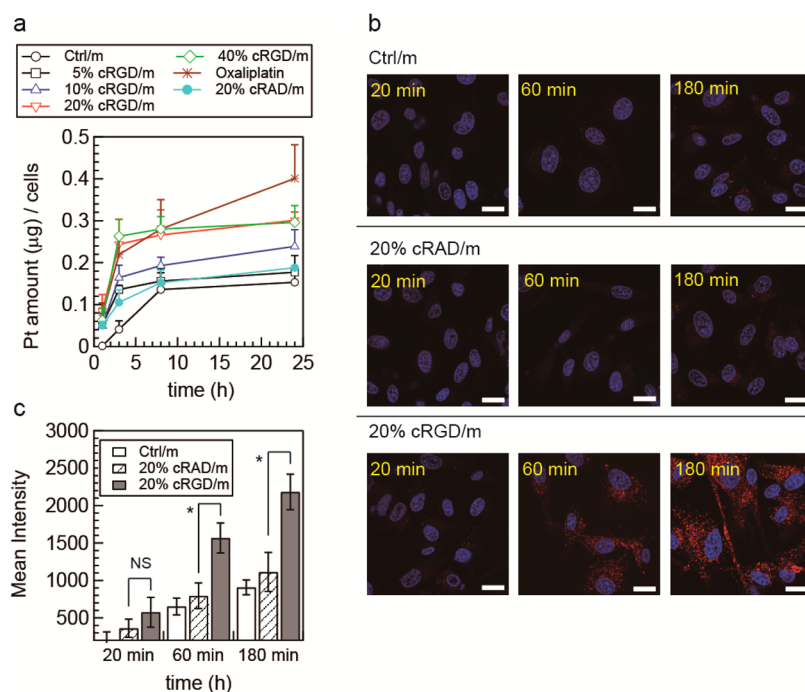 a
Ctrl/m
5% cRGD/m
10% cRGD/m
20% cRGD/m
40% cRGD/m
Oxaliplatin
20% cRAD/m
Pt amount (µg) / cells
0.5
0.4
0.3
0.2
0.1
0
0 5 10 15 20 25
time (h)
b
Ctrl/m
20 min 60 min 180 min
20% cRAD/m
20 min 60 min 180 min
20% cRGD/m
20 min 60 min 180 min
c
Mean Intensity
3000
2500
2000
1500
1000
500
Ctrl/m
20% cRAD/m
20% cRGD/m
NS
*
*
20 min 60 min 180 min
time (h)